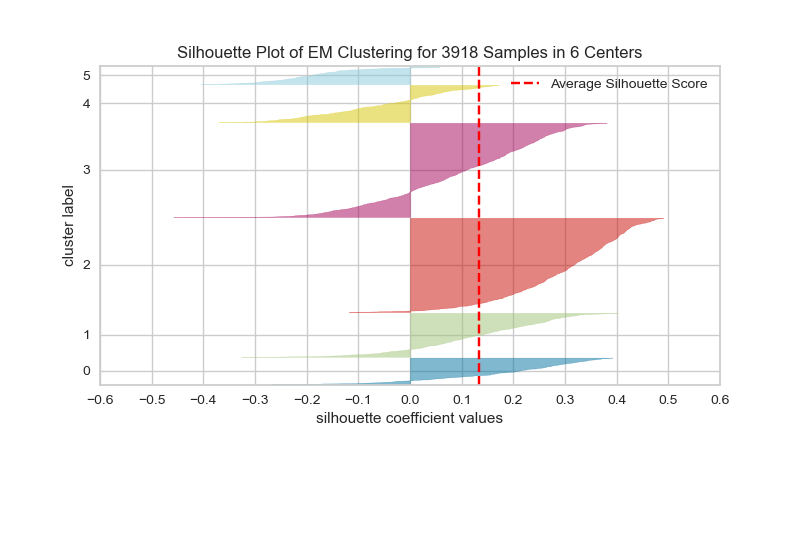 Silhouette Plot of EM Clustering for 3918 Samples in 6 Centers
Average Silhouette Score
cluster label
5
4
3
2
1
0
−0.6 −0.5 −0.4 −0.3 −0.2 −0.1 0.0 0.1 0.2 0.3 0.4 0.5 0.6
silhouette coefficient values